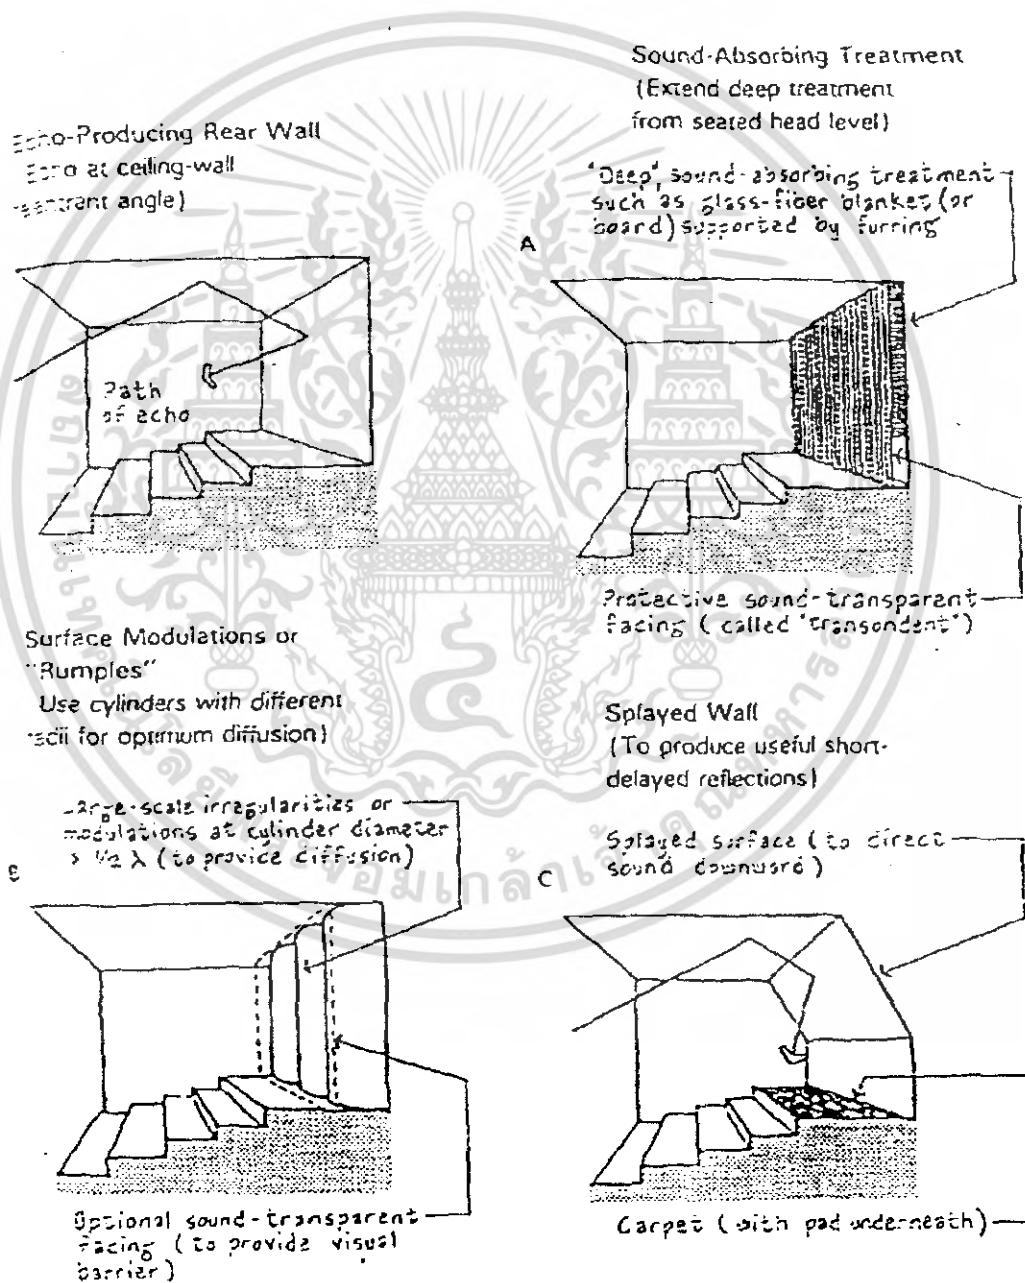 Echo-Producing Rear Wall
Echo at ceiling-wall
reentrant angle)
Path
of echo
Sound-Absorbing Treatment
(Extend deep treatment
from seated head level)
"Deep", sound-absorbing treatment
such as glass-fiber blanket (or
board) supported by furring
A
Protective sound-transparent
facing ( called "transondent")
Surface Modulations or
"Rumples"
Use cylinders with different
radii for optimum diffusion)
Large-scale irregularities or
modulations at cylinder diameter
> 1/2 λ (to provide diffusion)
B
Optional sound-transparent
facing (to provide visual
barrier)
Splayed Wall
(To produce useful short-
delayed reflections)
Splayed surface (to direct
sound downward)
C
Carpet (with pad underneath)